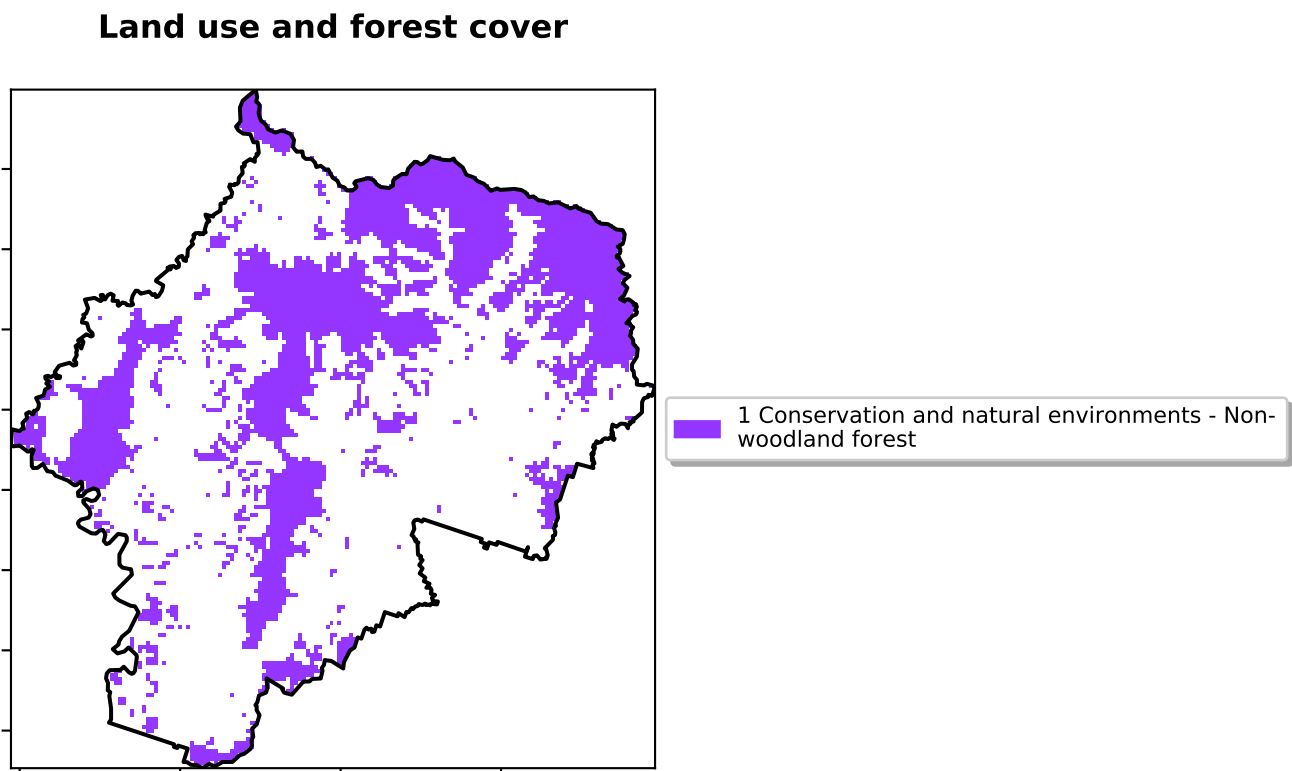 Land use and forest cover
1 Conservation and natural environments - Non-
woodland forest